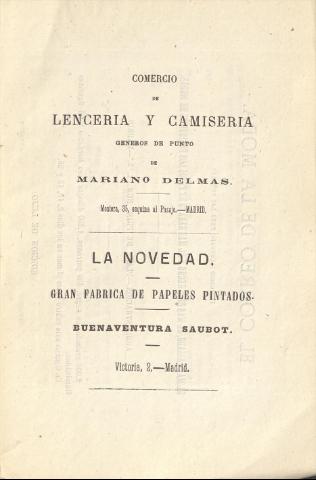 COMERCIO
DE
LENCERIA Y CAMISERIA
GENEROS DE PUNTO
DE
MARIANO DELMAS.
Montera, 35, esquina al Pasaje.—MADRID.
LA NOVEDAD.
GRAN FABRICA DE PAPELES PINTADOS.
BUENAVENTURA SAUBOT.
Victoria, 2.—Madrid.